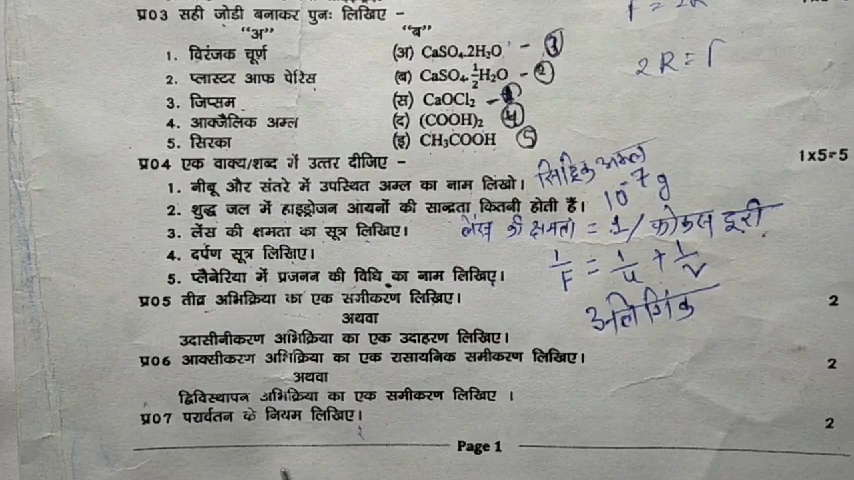 प्र03 सही जोडी बनाकर पुनः लिखिए –
“अ” “ब”
1. विरंजक चूर्ण (अ) CaSO₄.2H₂O - ③
2. प्लास्टर आफ पेरिस (ब) CaSO₄.½H₂O - ②
3. जिप्सम (स) CaOCl₂ -
4. आक्जैलिक अम्ल (द) (COOH)₂ ④
5. सिरका (इ) CH₃COOH ⑤
2R = r
प्र04 एक वाक्य/शब्द में उत्तर दीजिए – 1x5=5
1. नीबू और संतरे में उपस्थित अम्ल का नाम लिखो। सिट्रिक अम्ल
2. शुद्ध जल में हाइड्रोजन आयनों की सान्द्रता कितनी होती है। 10⁻⁷ g
3. लेंस की क्षमता का सूत्र लिखिए। लेंस की क्षमता = 1/ फोकस दूरी
4. दर्पण सूत्र लिखिए। 1/F = 1/u + 1/v
5. प्लैनेरिया में प्रजनन की विधि का नाम लिखिए। अलिगिंक
प्र05 तीव्र अभिक्रिया का एक समीकरण लिखिए। 2
अथवा
उदासीनीकरण अभिक्रिया का एक उदाहरण लिखिए।
प्र06 आक्सीकरण अभिक्रिया का एक रासायनिक समीकरण लिखिए। 2
अथवा
द्विविस्थापन अभिक्रिया का एक समीकरण लिखिए ।
प्र07 परार्वतन के नियम लिखिए। 2
Page 1